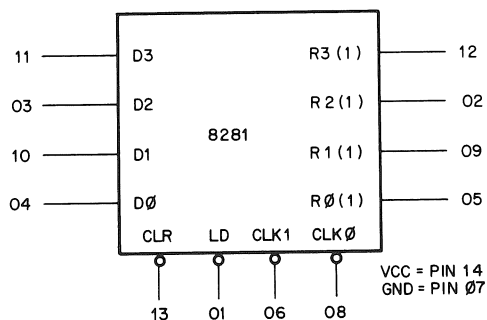 11 D3 R3(1) 12
03 D2 R2(1) 02
8281
10 D1 R1(1) 09
04 DØ RØ(1) 05
CLR LD CLK1 CLKØ
VCC = PIN 14
GND = PIN Ø7
13 01 06 08